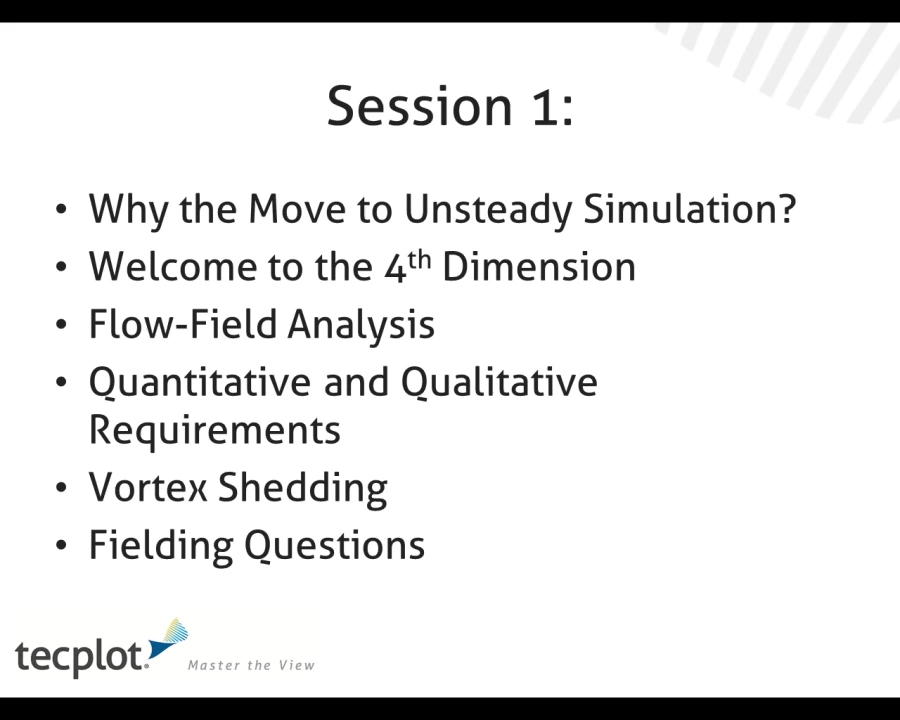 Session 1:
• Why the Move to Unsteady Simulation?
• Welcome to the 4th Dimension
• Flow-Field Analysis
• Quantitative and Qualitative
Requirements
• Vortex Shedding
• Fielding Questions
tecplot® Master the View